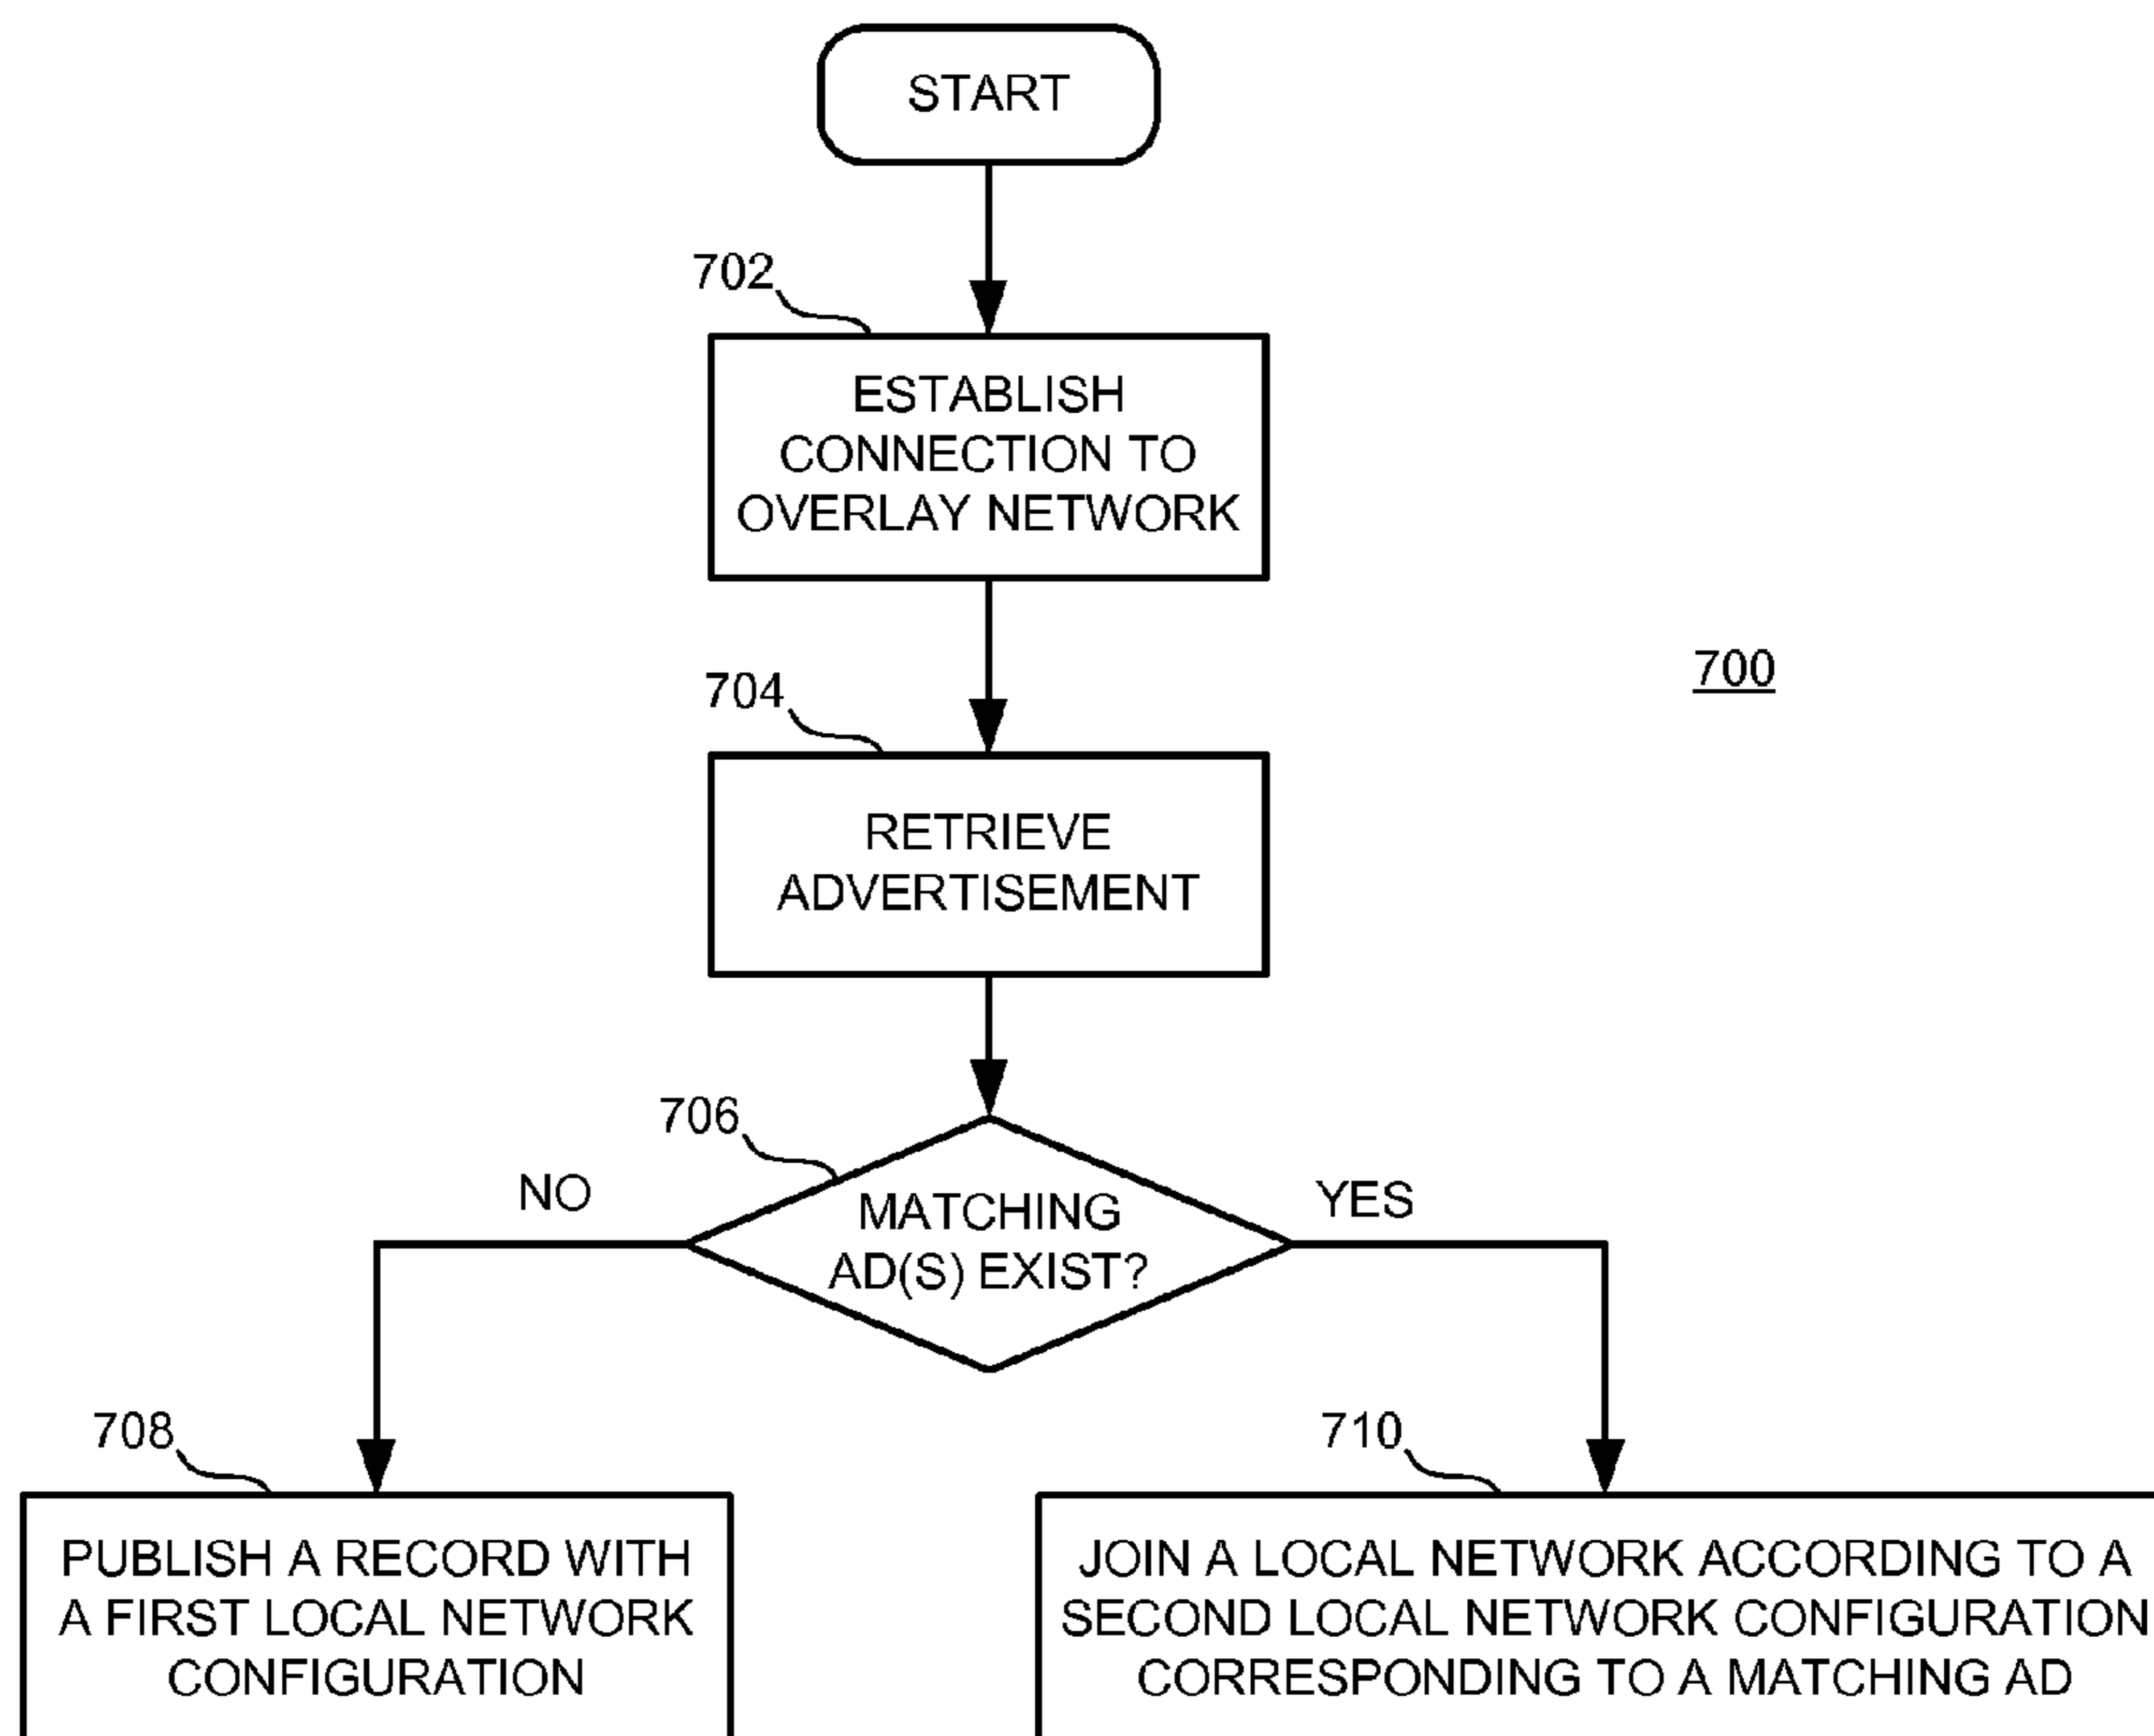 START
702
ESTABLISH
CONNECTION TO
OVERLAY NETWORK
700
704
RETRIEVE
ADVERTISEMENT
706
NO
YES
MATCHING
AD(S) EXIST?
708
710
PUBLISH A RECORD WITH
A FIRST LOCAL NETWORK
CONFIGURATION
JOIN A LOCAL NETWORK ACCORDING TO A
SECOND LOCAL NETWORK CONFIGURATION
CORRESPONDING TO A MATCHING AD